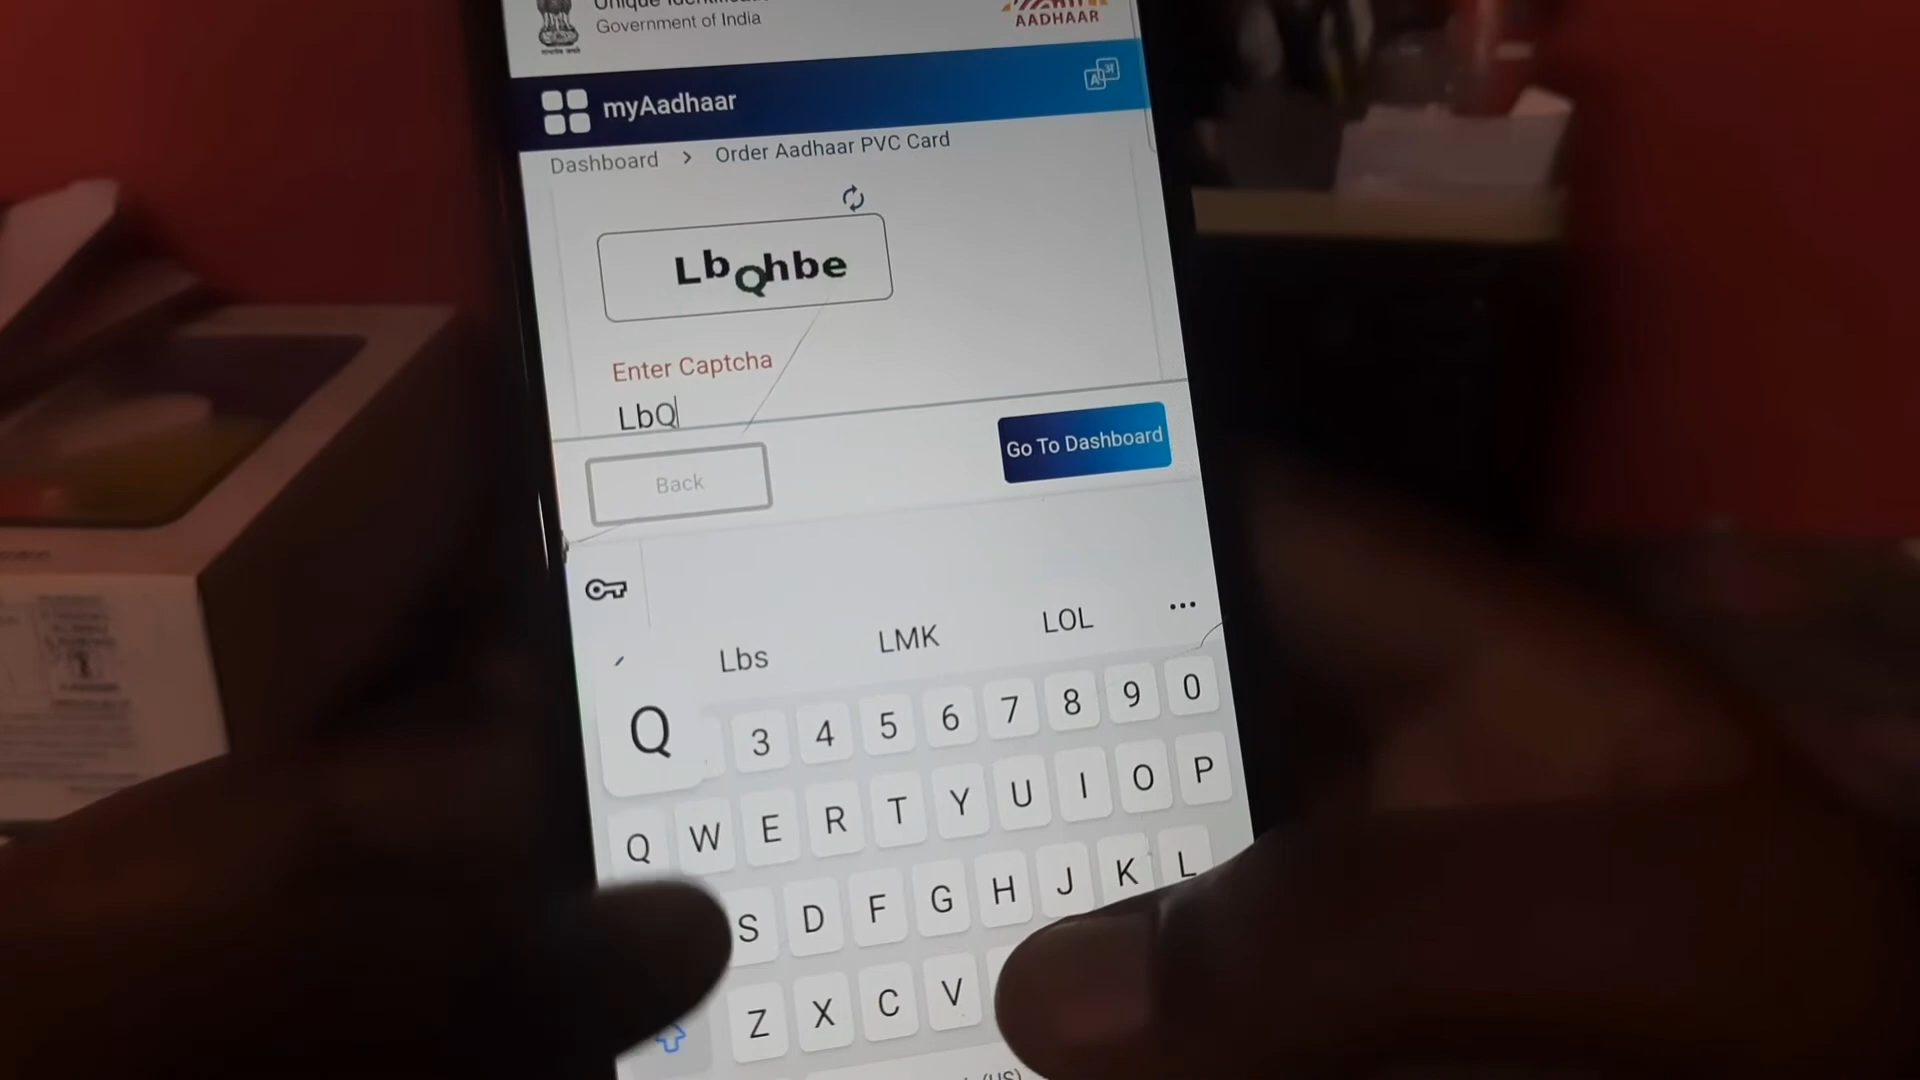 Government of India
AADHAAR
myAadhaar
Dashboard > Order Aadhaar PVC Card
LbQhbe
Enter Captcha
LbQ
Back
Go To Dashboard
Lbs LMK LOL ...
Q
3 4 5 6 7 8 9 0
Q W E R T Y U I O P
S D F G H J K L
Z X C V
(US)